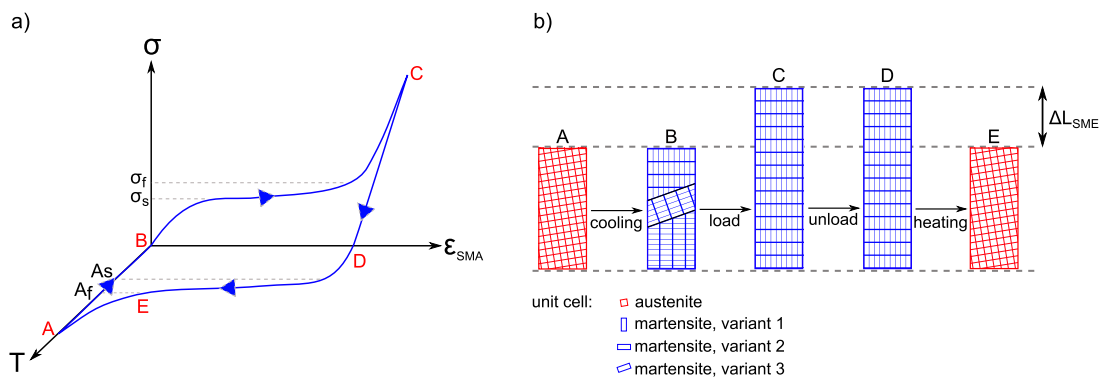 a)
σ
C
σf
σs
B
εSMA
D
As
Af
E
A
T
b)
C
D
ΔLSME
A
B
E
cooling
load
unload
heating
unit cell:
austenite
martensite, variant 1
martensite, variant 2
martensite, variant 3